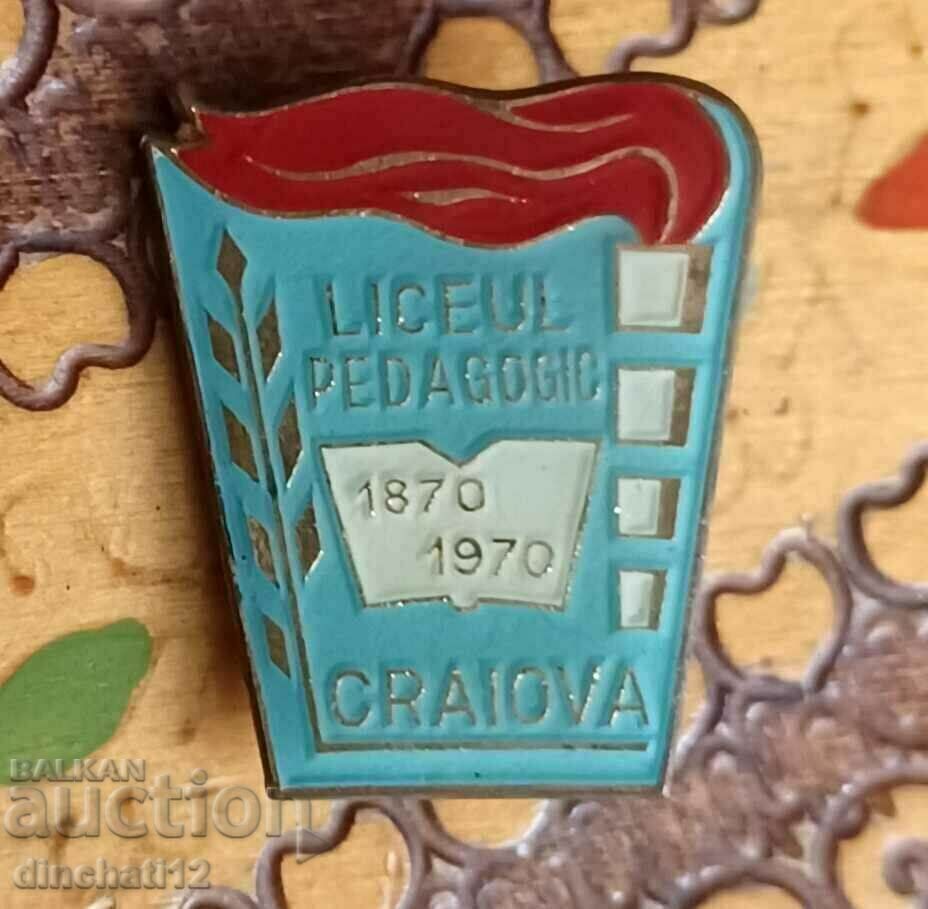 LICEUL
PEDAGOGIC
1870
1970
CRAIOVA
BALKAN
auction
dinchati12